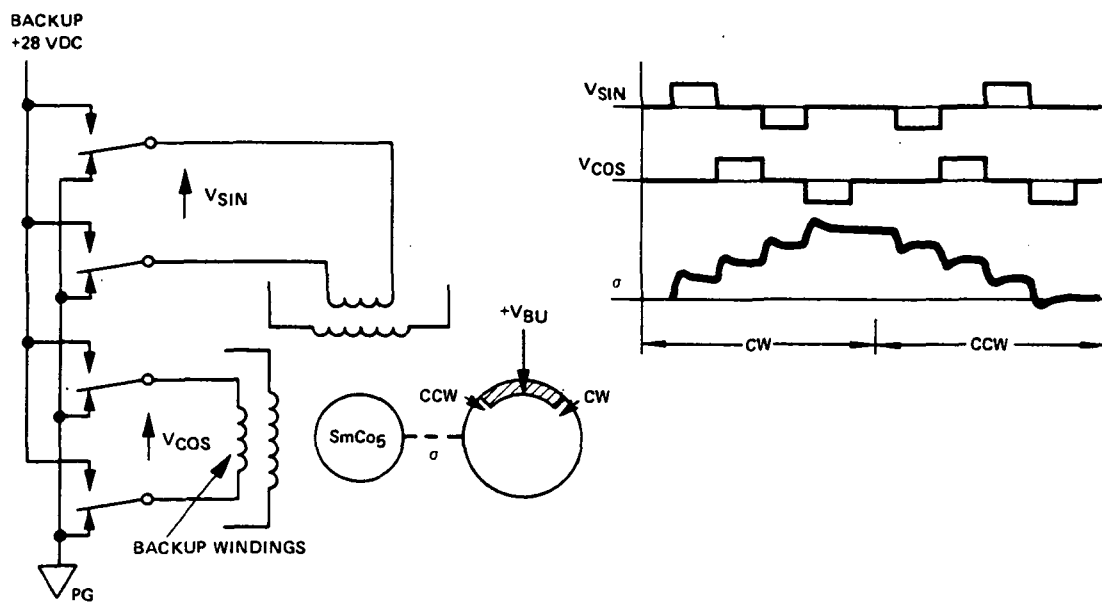 BACKUP
+28 VDC
VSIN
VCOS
BACKUP WINDINGS
PG
+VBU
CCW
CW
SmCo5
σ
VSIN
VCOS
σ
CW
CCW